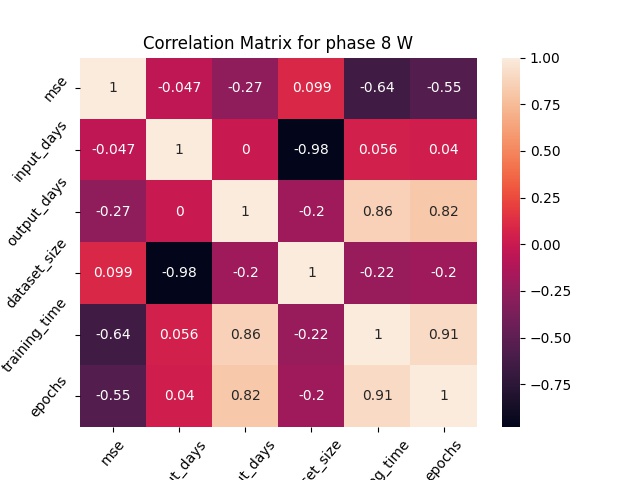 Correlation Matrix for phase 8 W
mse 1 -0.047 -0.27 0.099 -0.64 -0.55
input_days -0.047 1 0 -0.98 0.056 0.04
output_days -0.27 0 1 -0.2 0.86 0.82
dataset_size 0.099 -0.98 -0.2 1 -0.22 -0.2
training_time -0.64 0.056 0.86 -0.22 1 0.91
epochs -0.55 0.04 0.82 -0.2 0.91 1
mse ut_days ut_days set_size ng_time epochs
1.00
0.75
0.50
0.25
0.00
−0.25
−0.50
−0.75